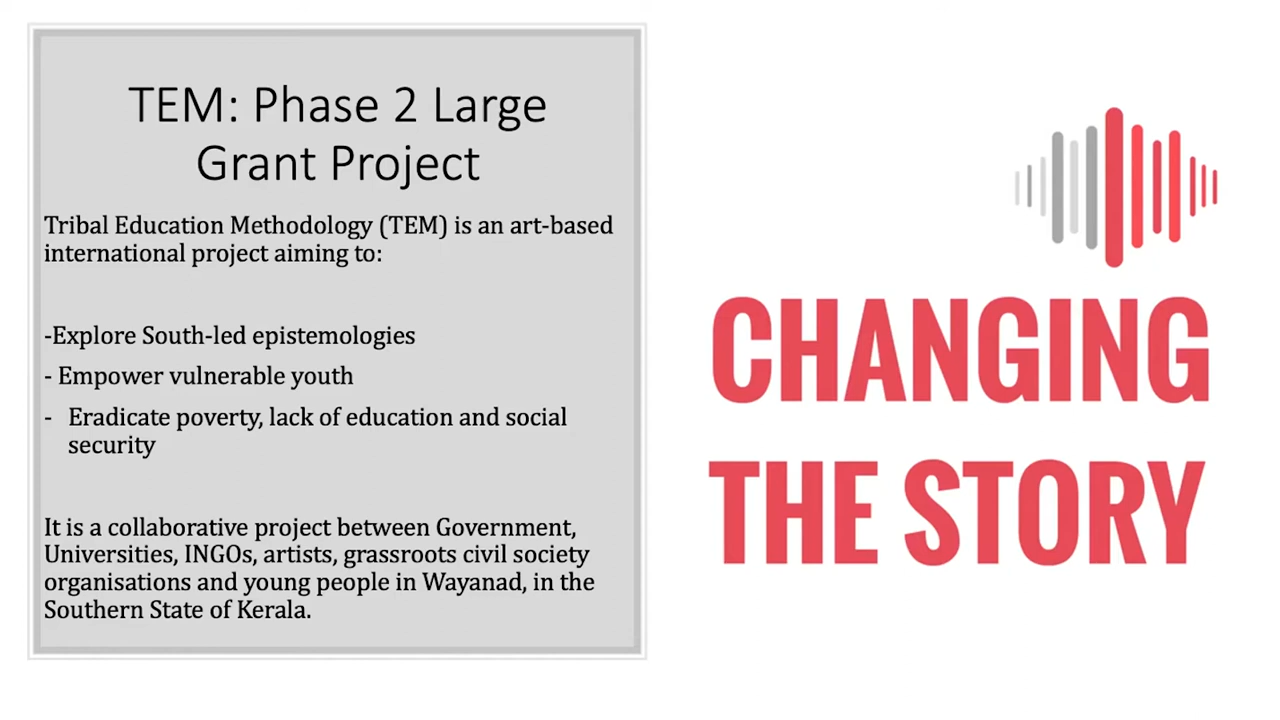 TEM: Phase 2 Large
Grant Project
Tribal Education Methodology (TEM) is an art-based
international project aiming to:
-Explore South-led epistemologies
- Empower vulnerable youth
- Eradicate poverty, lack of education and social
security
It is a collaborative project between Government,
Universities, INGOs, artists, grassroots civil society
organisations and young people in Wayanad, in the
Southern State of Kerala.
CHANGING
THE STORY